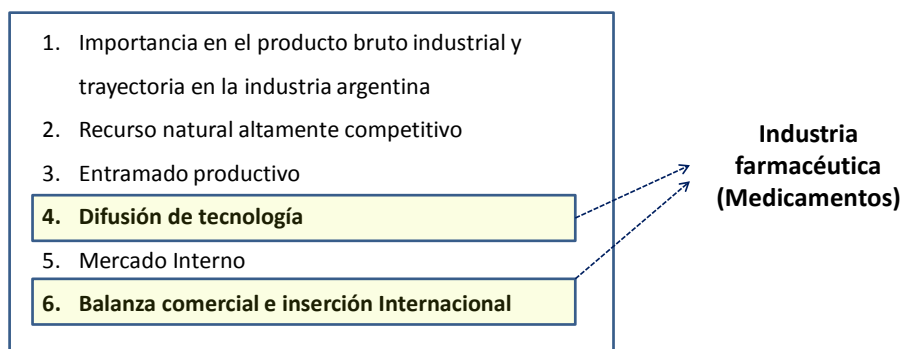 1. Importancia en el producto bruto industrial y
trayectoria en la industria argentina
2. Recurso natural altamente competitivo
3. Entramado productivo
4. Difusión de tecnología
5. Mercado Interno
6. Balanza comercial e inserción Internacional
Industria
farmacéutica
(Medicamentos)